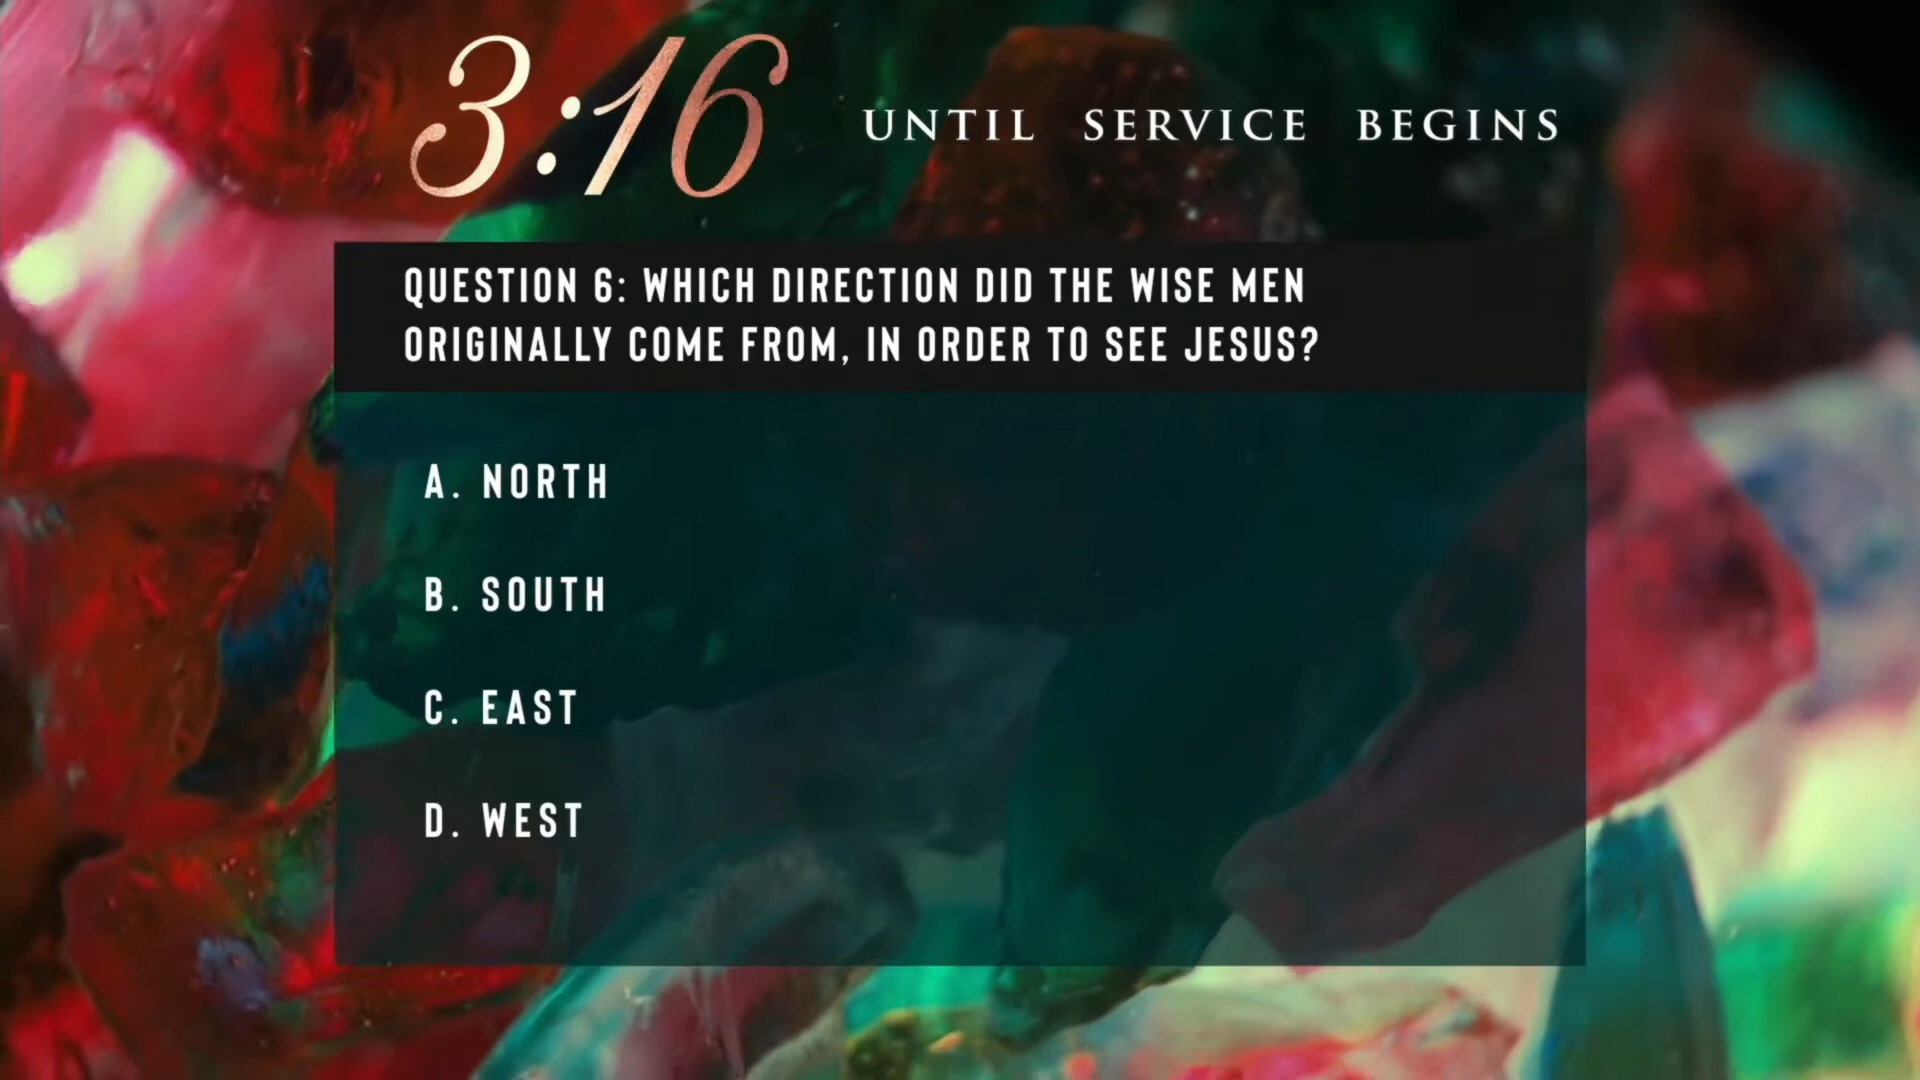 3:16 UNTIL SERVICE BEGINS
QUESTION 6: WHICH DIRECTION DID THE WISE MEN
ORIGINALLY COME FROM, IN ORDER TO SEE JESUS?
A. NORTH
B. SOUTH
C. EAST
D. WEST